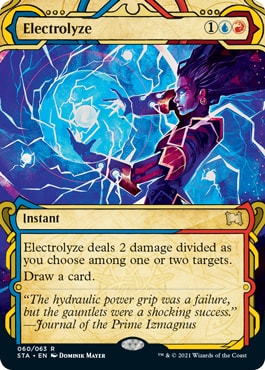 Electrolyze 1
Instant
Electrolyze deals 2 damage divided as
you choose among one or two targets.
Draw a card.
“The hydraulic power grip was a failure,
but the gauntlets were a shocking success.”
—Journal of the Prime Izmagnus
060/063 R
STA • EN DOMINIK MAYER
™ & © 2021 Wizards of the Coast